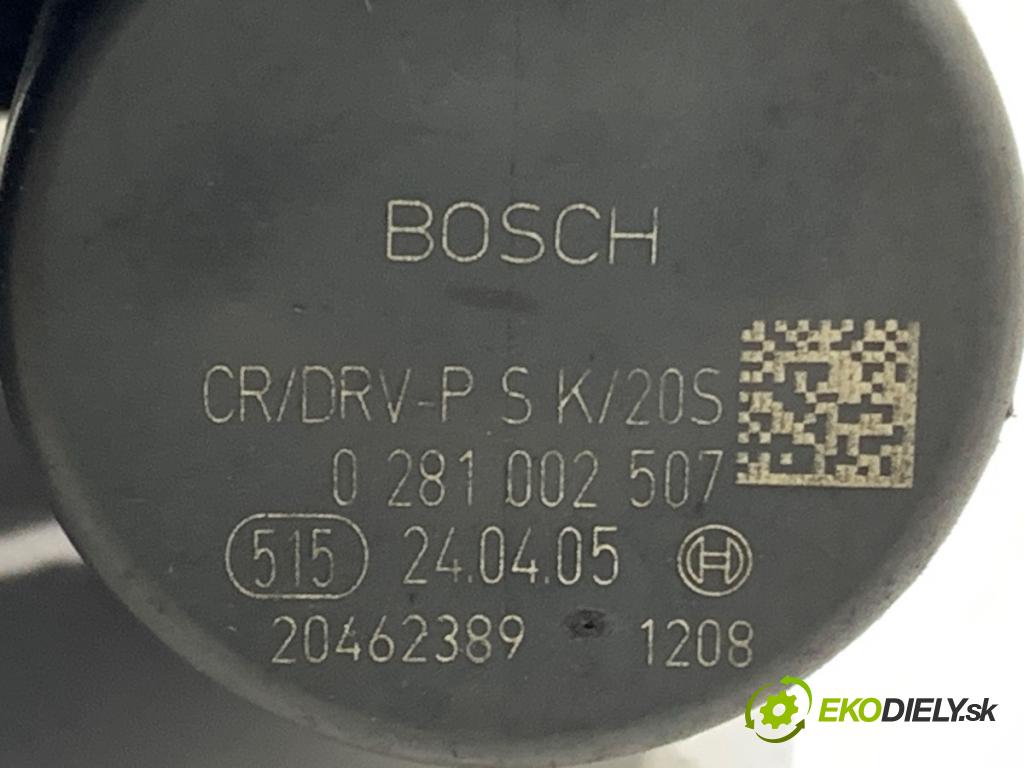 BOSCH
CR/DRV-P S K/20S
0 281 002 507
515 24.04.05 H
20462389 1208
EKODIELY.sk